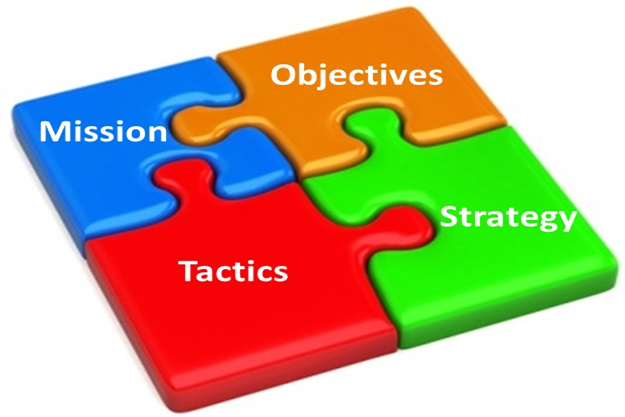 Objectives
Mission
Strategy
Tactics